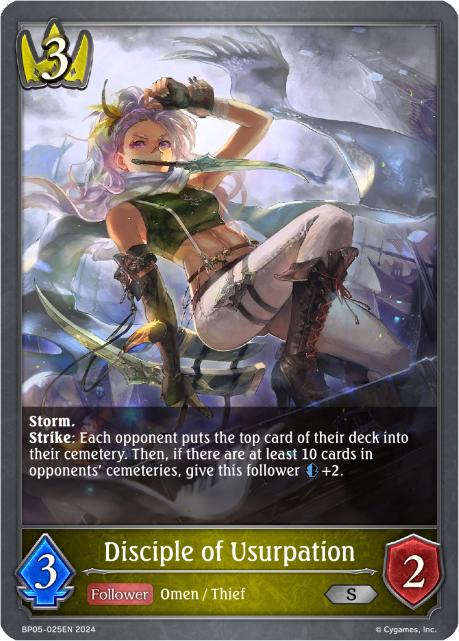 3
Storm.
Strike: Each opponent puts the top card of their deck into
their cemetery. Then, if there are at least 10 cards in
opponents' cemeteries, give this follower +2.
Disciple of Usurpation
3
Follower Omen / Thief
S
2
BP05-025EN 2024
© Cygames, Inc.